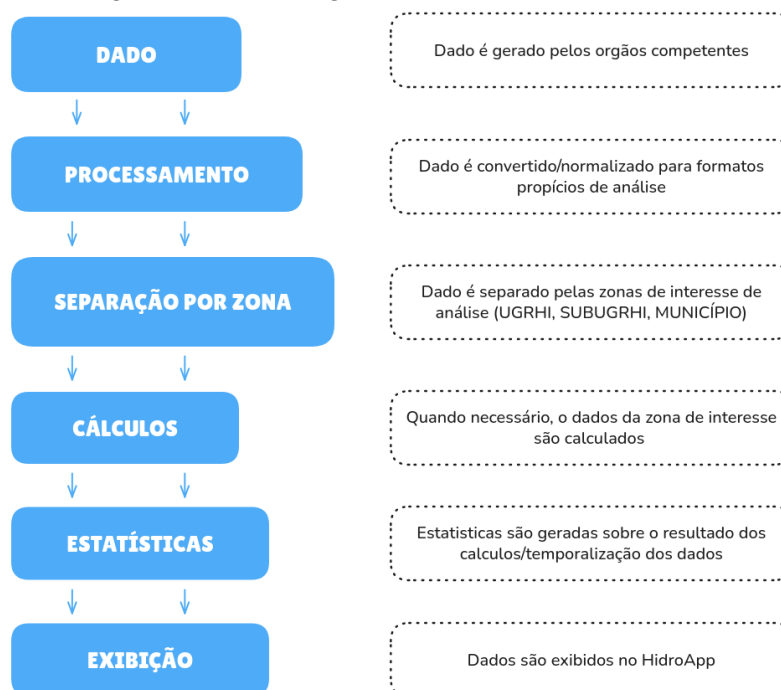 DADO
Dado é gerado pelos orgãos competentes
PROCESSAMENTO
Dado é convertido/normalizado para formatos
propícios de análise
SEPARAÇÃO POR ZONA
Dado é separado pelas zonas de interesse de
análise (UGRHI, SUBUGRHI, MUNICÍPIO)
CÁLCULOS
Quando necessário, o dados da zona de interesse
são calculados
ESTATÍSTICAS
Estatisticas são geradas sobre o resultado dos
calculos/temporalização dos dados
EXIBIÇÃO
Dados são exibidos no HidroApp